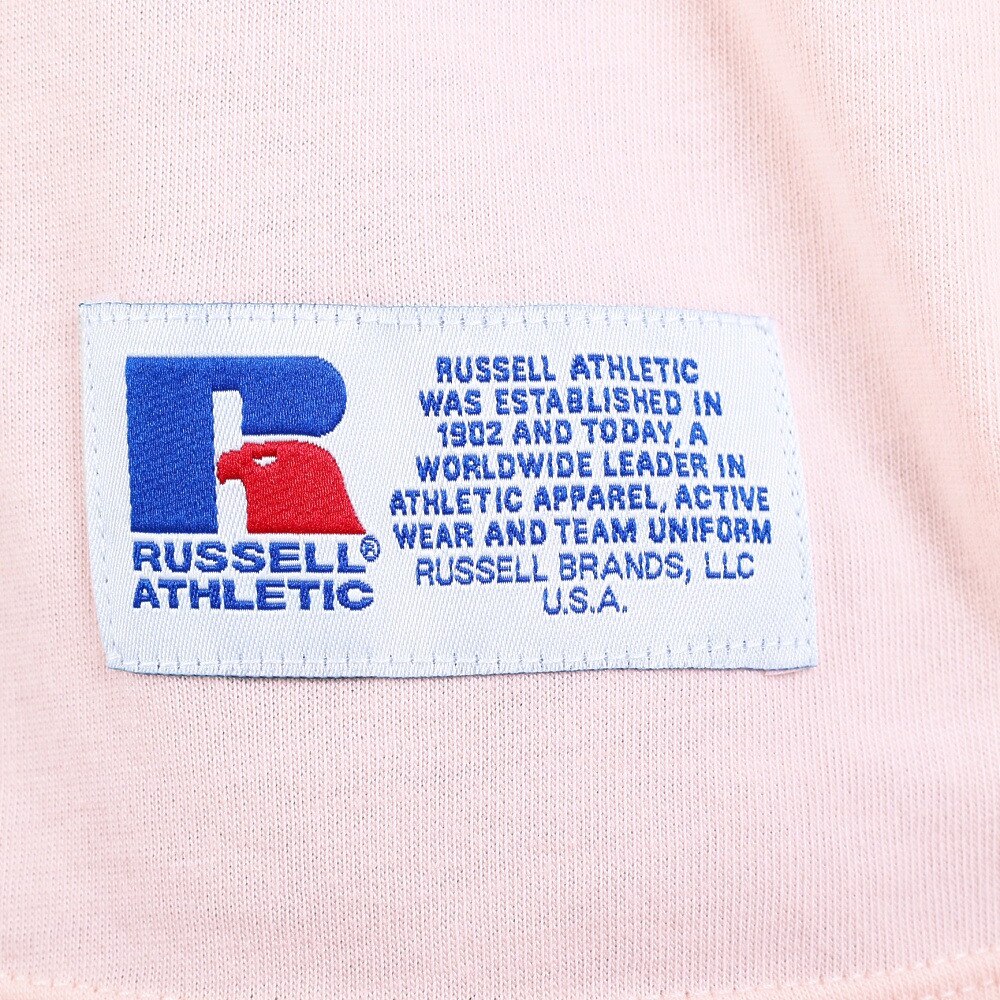 R
RUSSELL®
ATHLETIC
RUSSELL ATHLETIC
WAS ESTABLISHED IN
1902 AND TODAY, A
WORLDWIDE LEADER IN
ATHLETIC APPAREL, ACTIVE
WEAR AND TEAM UNIFORM
RUSSELL BRANDS, LLC
U.S.A.